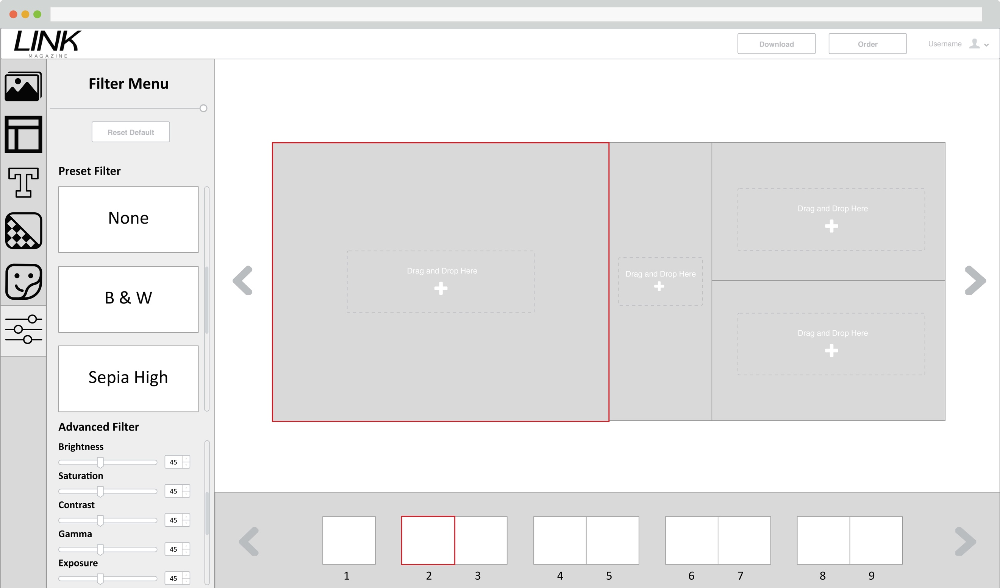 LINK
MAGAZINE
Download
Order
Username
Filter Menu
Reset Default
Preset Filter
None
B & W
Sepia High
Advanced Filter
Brightness
45
Saturation
45
Contrast
45
Gamma
45
Exposure
45
Drag and Drop Here
Drag and Drop Here
Drag and Drop Here
Drag and Drop Here
1 2 3 4 5 6 7 8 9